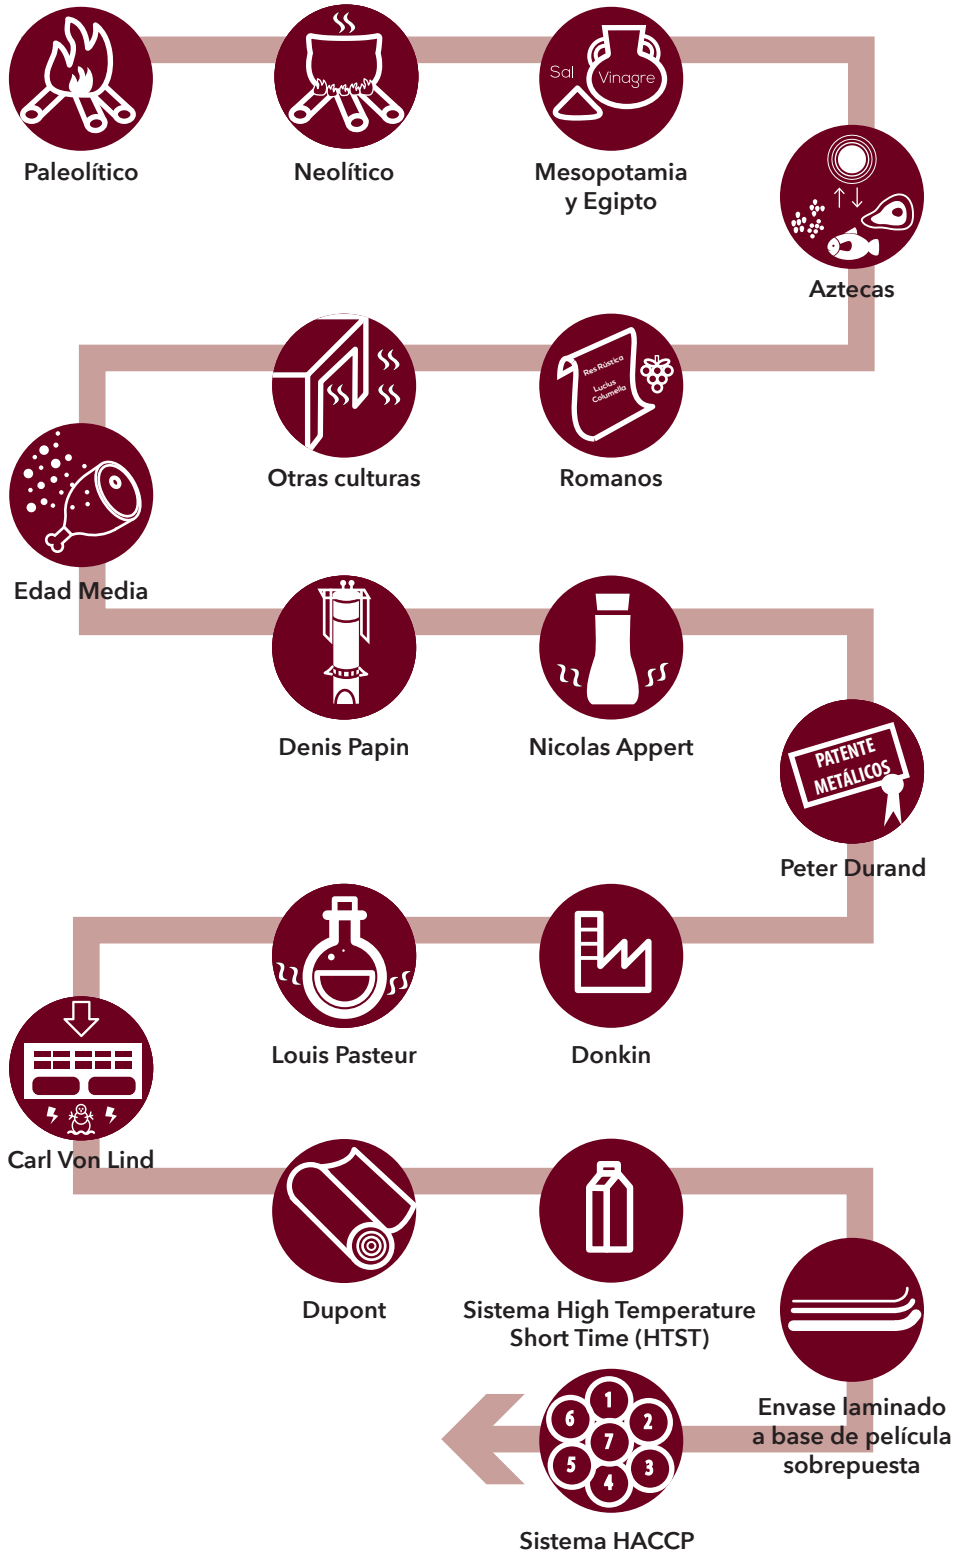 Sal
Vinagre
Paleolítico
Neolítico
Mesopotamia
y Egipto
Aztecas
Res Rústica
Lucius
Columella
Otras culturas
Romanos
Edad Media
Denis Papin
Nicolas Appert
PATENTE
METÁLICOS
Peter Durand
Louis Pasteur
Donkin
Carl Von Lind
Dupont
Sistema High Temperature
Short Time (HTST)
Envase laminado
a base de película
sobrepuesta
1
2
3
4
5
6
7
Sistema HACCP